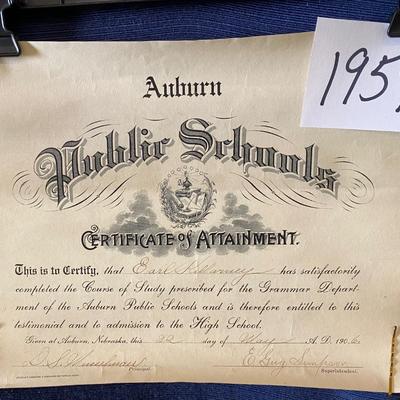 Auburn
195
Public Schools
CERTIFICATE OF ATTAINMENT.
This is to Certify, that Earl has satisfactorily
completed the Course of Study prescribed for the Grammar Depart-
ment of the Auburn Public Schools and is therefore entitled to this
testimonial and to admission to the High School.
Given at Auburn, Nebraska, this 22 day of May A. D. 1906
E. Guy Simpson
Principal.
Superintendent.